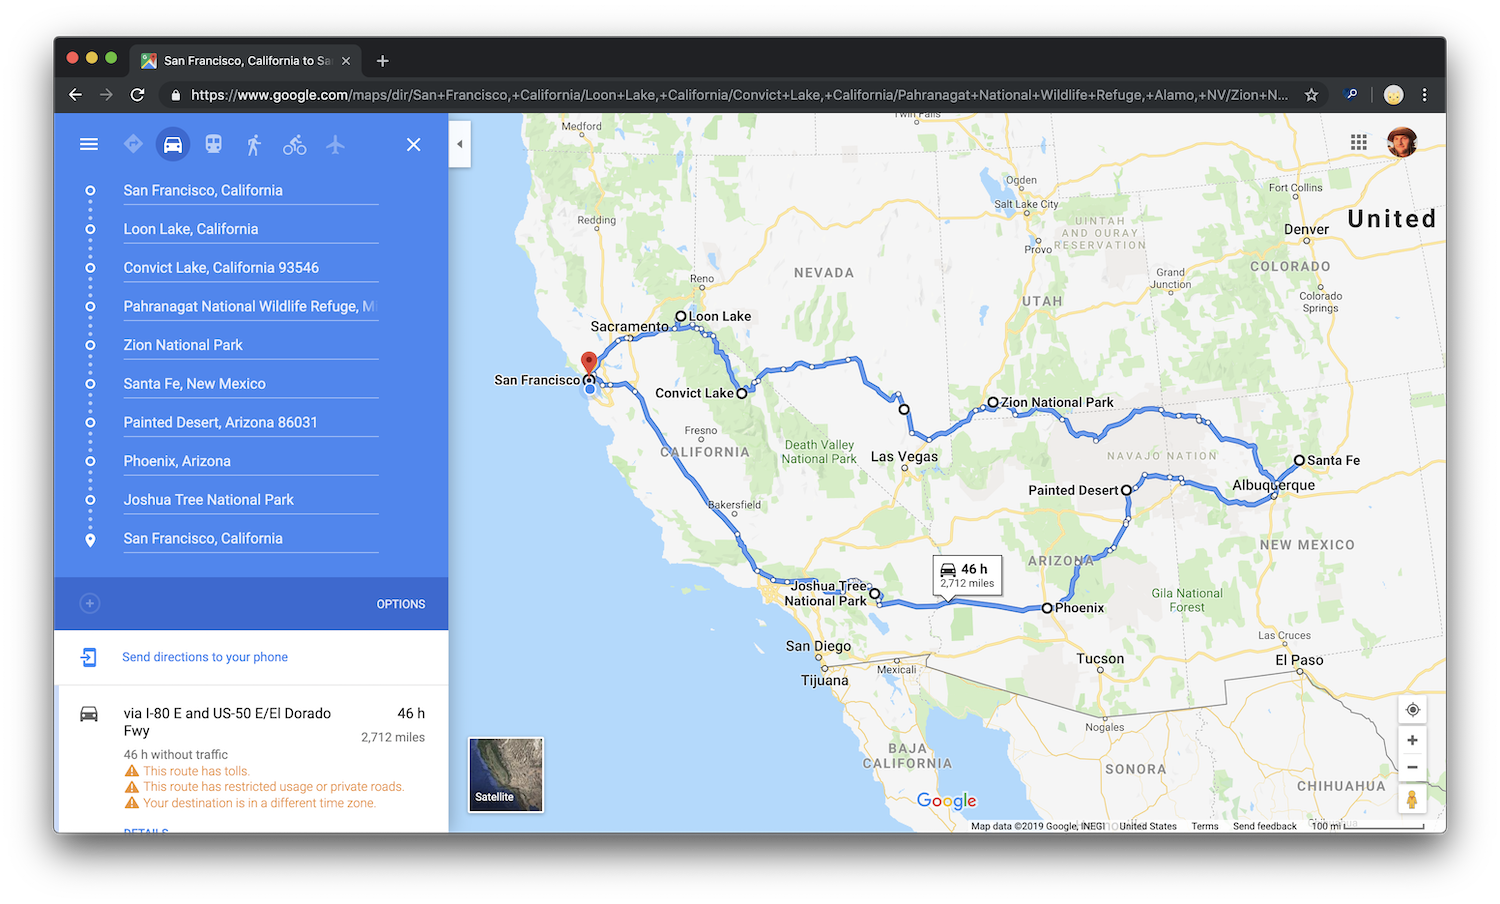 San Francisco, California to Sa
https://www.google.com/maps/dir/San+Francisco,+California/Loon+Lake,+California/Convict+Lake,+California/Pahranagat+National+Wildlife+Refuge,+Alamo,+NV/Zion+N...
San Francisco, California
Loon Lake, California
Convict Lake, California 93546
Pahranagat National Wildlife Refuge, M
Zion National Park
Santa Fe, New Mexico
Painted Desert, Arizona 86031
Phoenix, Arizona
Joshua Tree National Park
San Francisco, California
OPTIONS
Send directions to your phone
via I-80 E and US-50 E/El Dorado
Fwy
46 h
2,712 miles
46 h without traffic
This route has tolls.
This route has restricted usage or private roads.
Your destination is in a different time zone.
DETAILS
Twin Falls
Medford
Ogden
Salt Lake City
Fort Collins
United
UINTAH
AND OURAY
RESERVATION
Denver
Redding
Provo
NEVADA
Grand
Junction
COLORADO
Reno
UTAH
Colorado
Springs
Loon Lake
Sacramento
San Francisco
Convict Lake
Zion National Park
Fresno
CALIFORNIA
Death Valley
National Park
Las Vegas
NAVAJO NATION
Santa Fe
Painted Desert
Albuquerque
Bakersfield
ARIZONA
NEW MEXICO
46 h
2,712 miles
Joshua Tree
National Park
Phoenix
Gila National
Forest
San Diego
Las Cruces
Tucson
El Paso
Mexicali
Tijuana
Nogales
BAJA
CALIFORNIA
SONORA
CHIHUAHUA
Satellite
Google
Map data ©2019 Google, INEGI
United States
Terms
Send feedback
100 mi